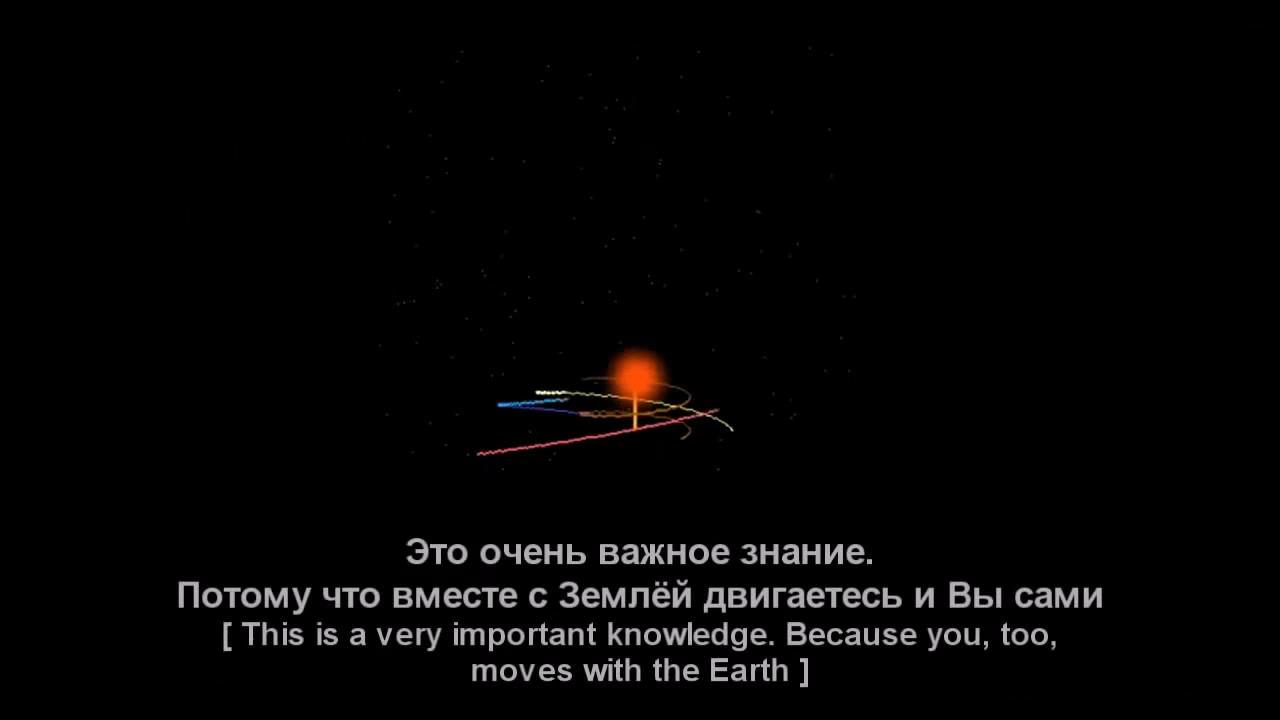 Это очень важное знание.
Потому что вместе с Землёй двигаетесь и Вы сами
[ This is a very important knowledge. Because you, too,
moves with the Earth ]